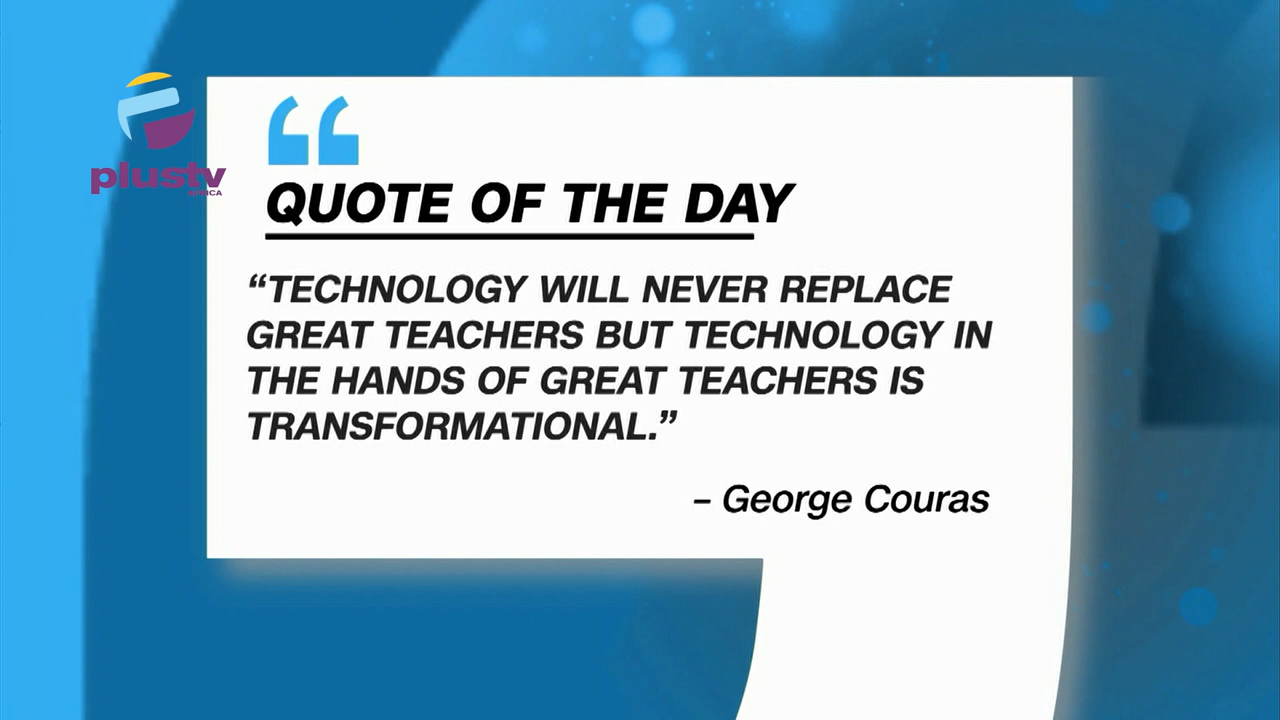 plustv
AFRICA
QUOTE OF THE DAY
“TECHNOLOGY WILL NEVER REPLACE
GREAT TEACHERS BUT TECHNOLOGY IN
THE HANDS OF GREAT TEACHERS IS
TRANSFORMATIONAL.”
– George Couras